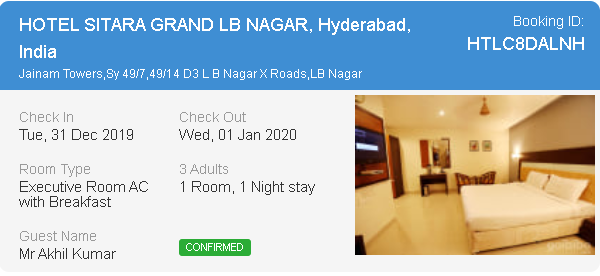 HOTEL SITARA GRAND LB NAGAR, Hyderabad,
India
Jainam Towers,Sy 49/7,49/14 D3 L B Nagar X Roads,LB Nagar
Booking ID:
HTLC8DALNH
Check In
Tue, 31 Dec 2019
Check Out
Wed, 01 Jan 2020
Room Type
Executive Room AC
with Breakfast
3 Adults
1 Room, 1 Night stay
Guest Name
Mr Akhil Kumar
CONFIRMED
goibibo